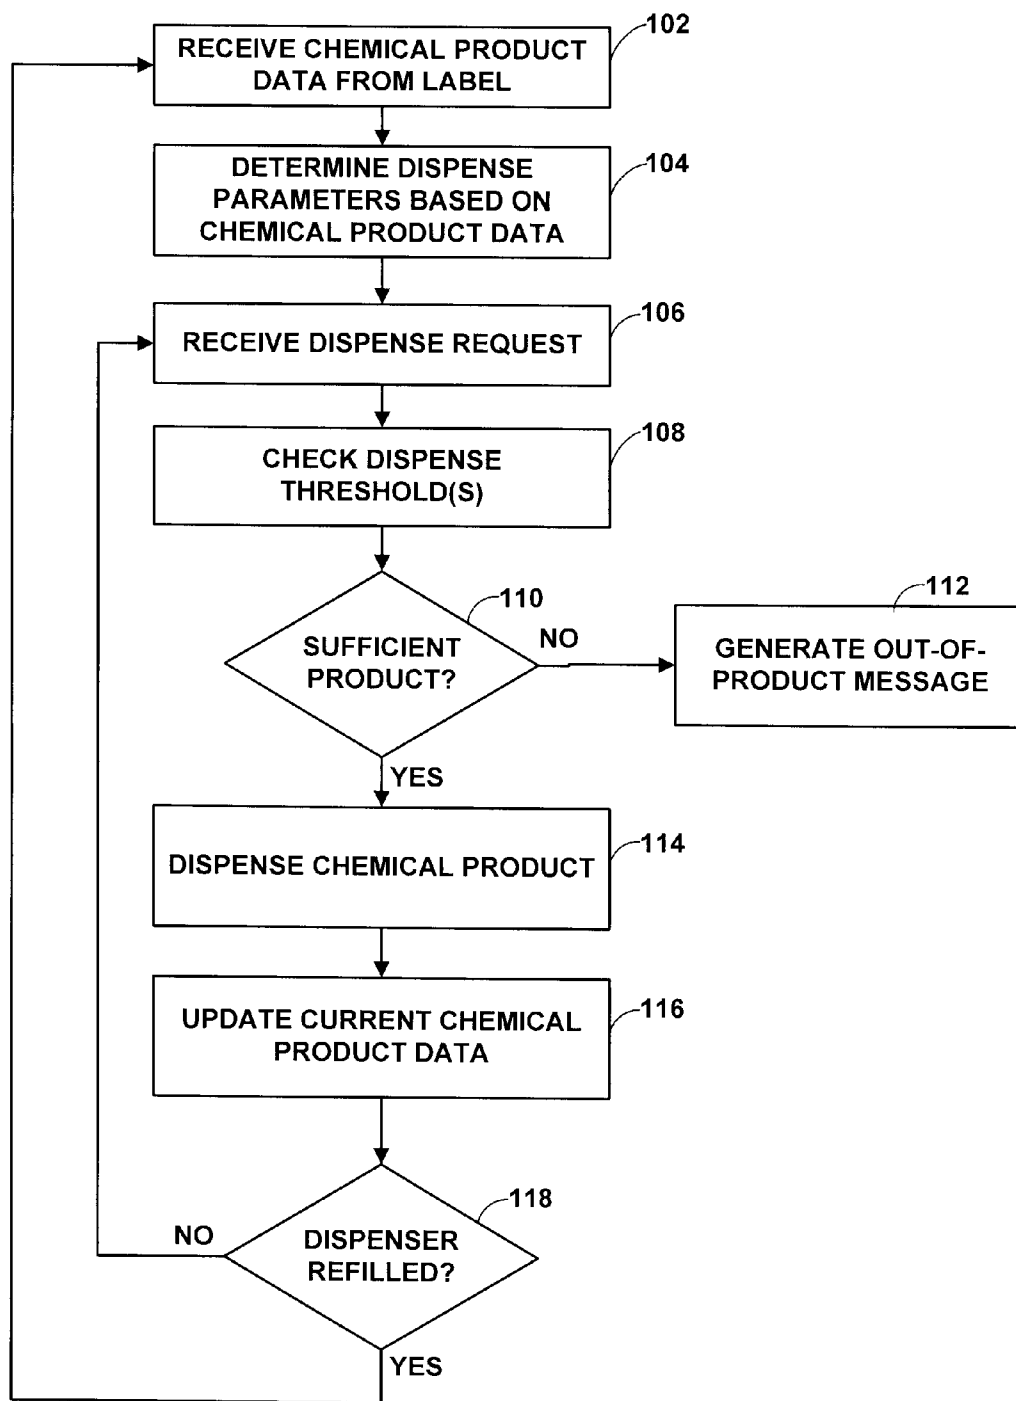 102
RECEIVE CHEMICAL PRODUCT
DATA FROM LABEL
104
DETERMINE DISPENSE
PARAMETERS BASED ON
CHEMICAL PRODUCT DATA
106
RECEIVE DISPENSE REQUEST
108
CHECK DISPENSE
THRESHOLD(S)
110
SUFFICIENT
PRODUCT?
NO
112
GENERATE OUT-OF-
PRODUCT MESSAGE
YES
114
DISPENSE CHEMICAL PRODUCT
116
UPDATE CURRENT CHEMICAL
PRODUCT DATA
118
DISPENSER
REFILLED?
NO
YES